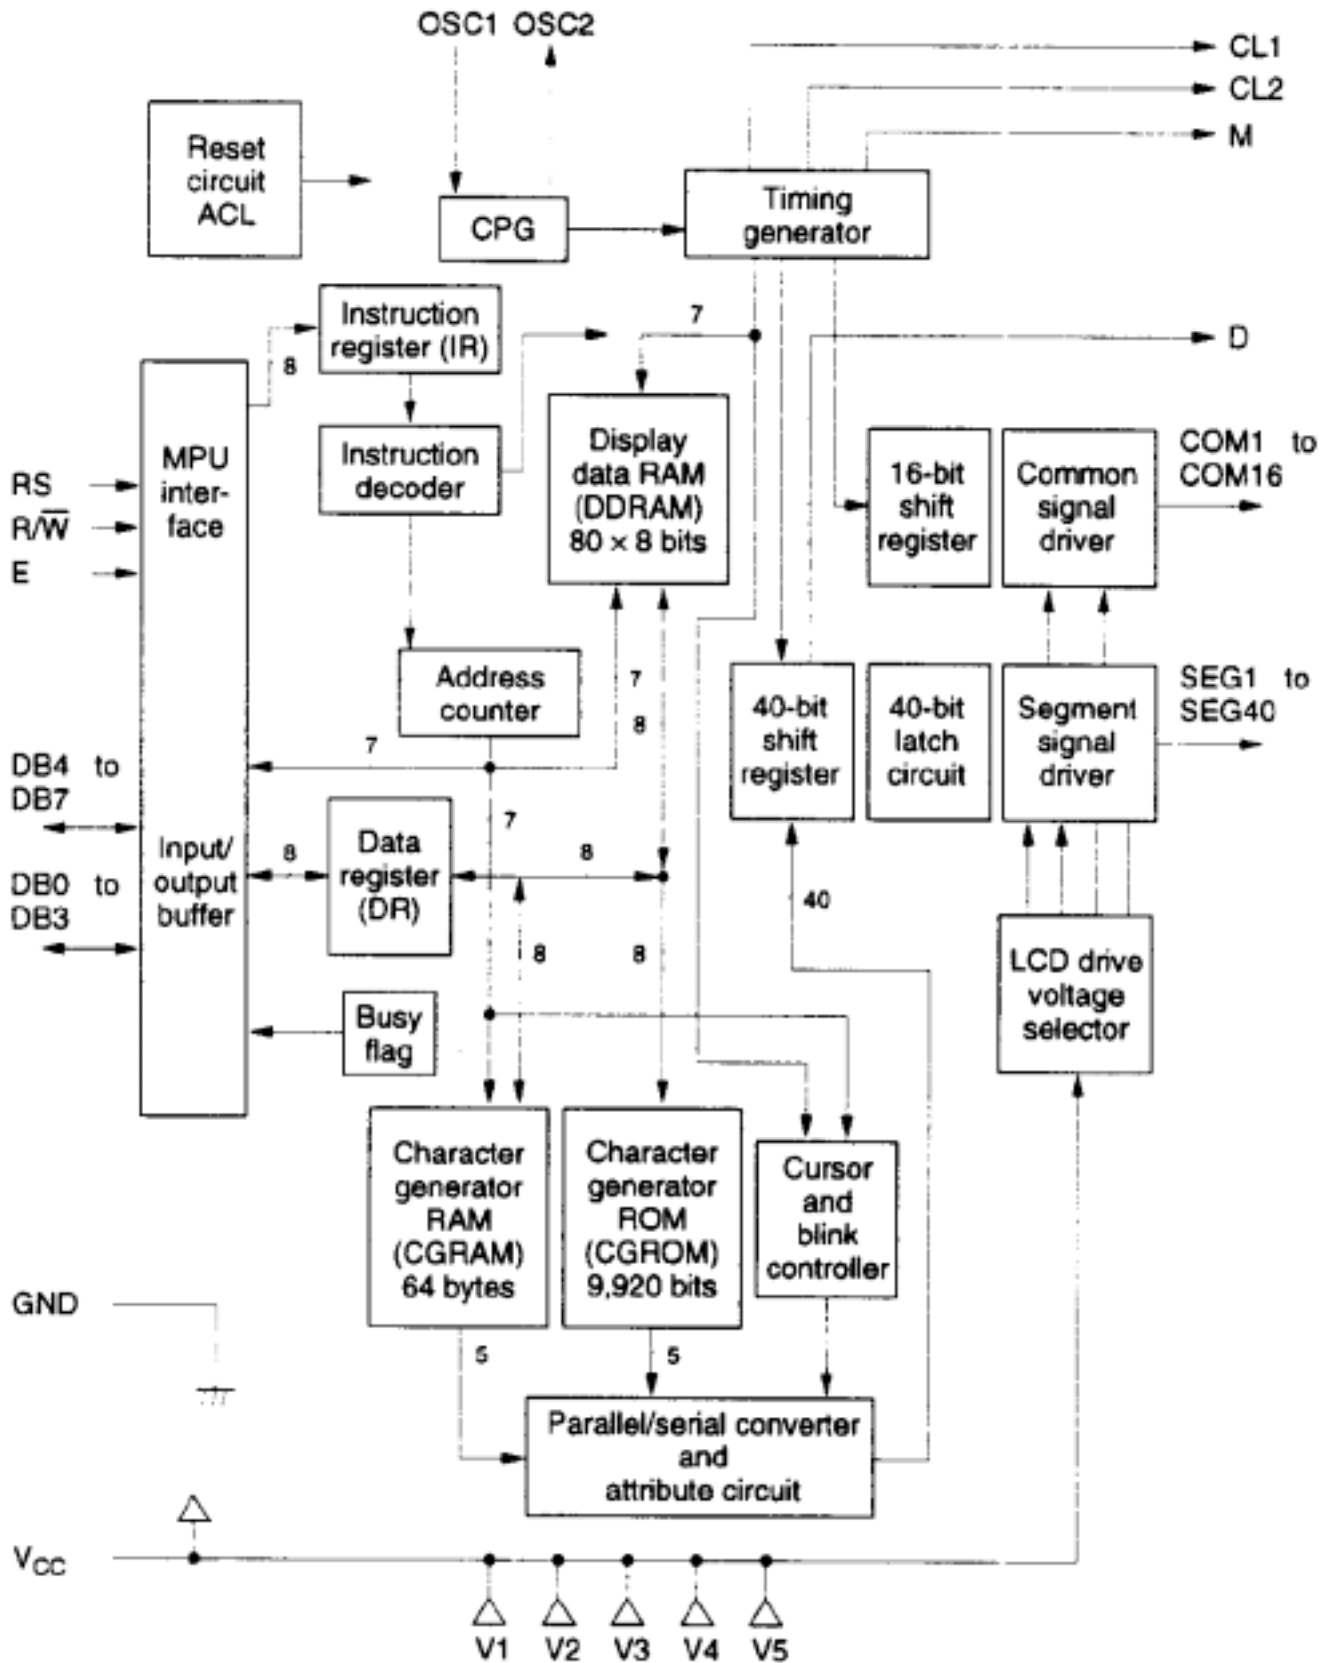 OSC1 OSC2
CL1
CL2
M
Reset
circuit
ACL
CPG
Timing
generator
Instruction
register (IR)
8
7
D
MPU
inter-
face
Instruction
decoder
Display
data RAM
(DDRAM)
80 × 8 bits
16-bit
shift
register
Common
signal
driver
COM1 to
COM16
RS
R/W̅
E
Address
counter
7
8
40-bit
shift
register
40-bit
latch
circuit
Segment
signal
driver
SEG1 to
SEG40
7
DB4 to
DB7
7
Input/
output
buffer
8
Data
register
(DR)
8
DB0 to
DB3
40
8
8
LCD drive
voltage
selector
Busy
flag
Character
generator
RAM
(CGRAM)
64 bytes
Character
generator
ROM
(CGROM)
9,920 bits
Cursor
and
blink
controller
GND
5
5
Parallel/serial converter
and
attribute circuit
VCC
V1 V2 V3 V4 V5